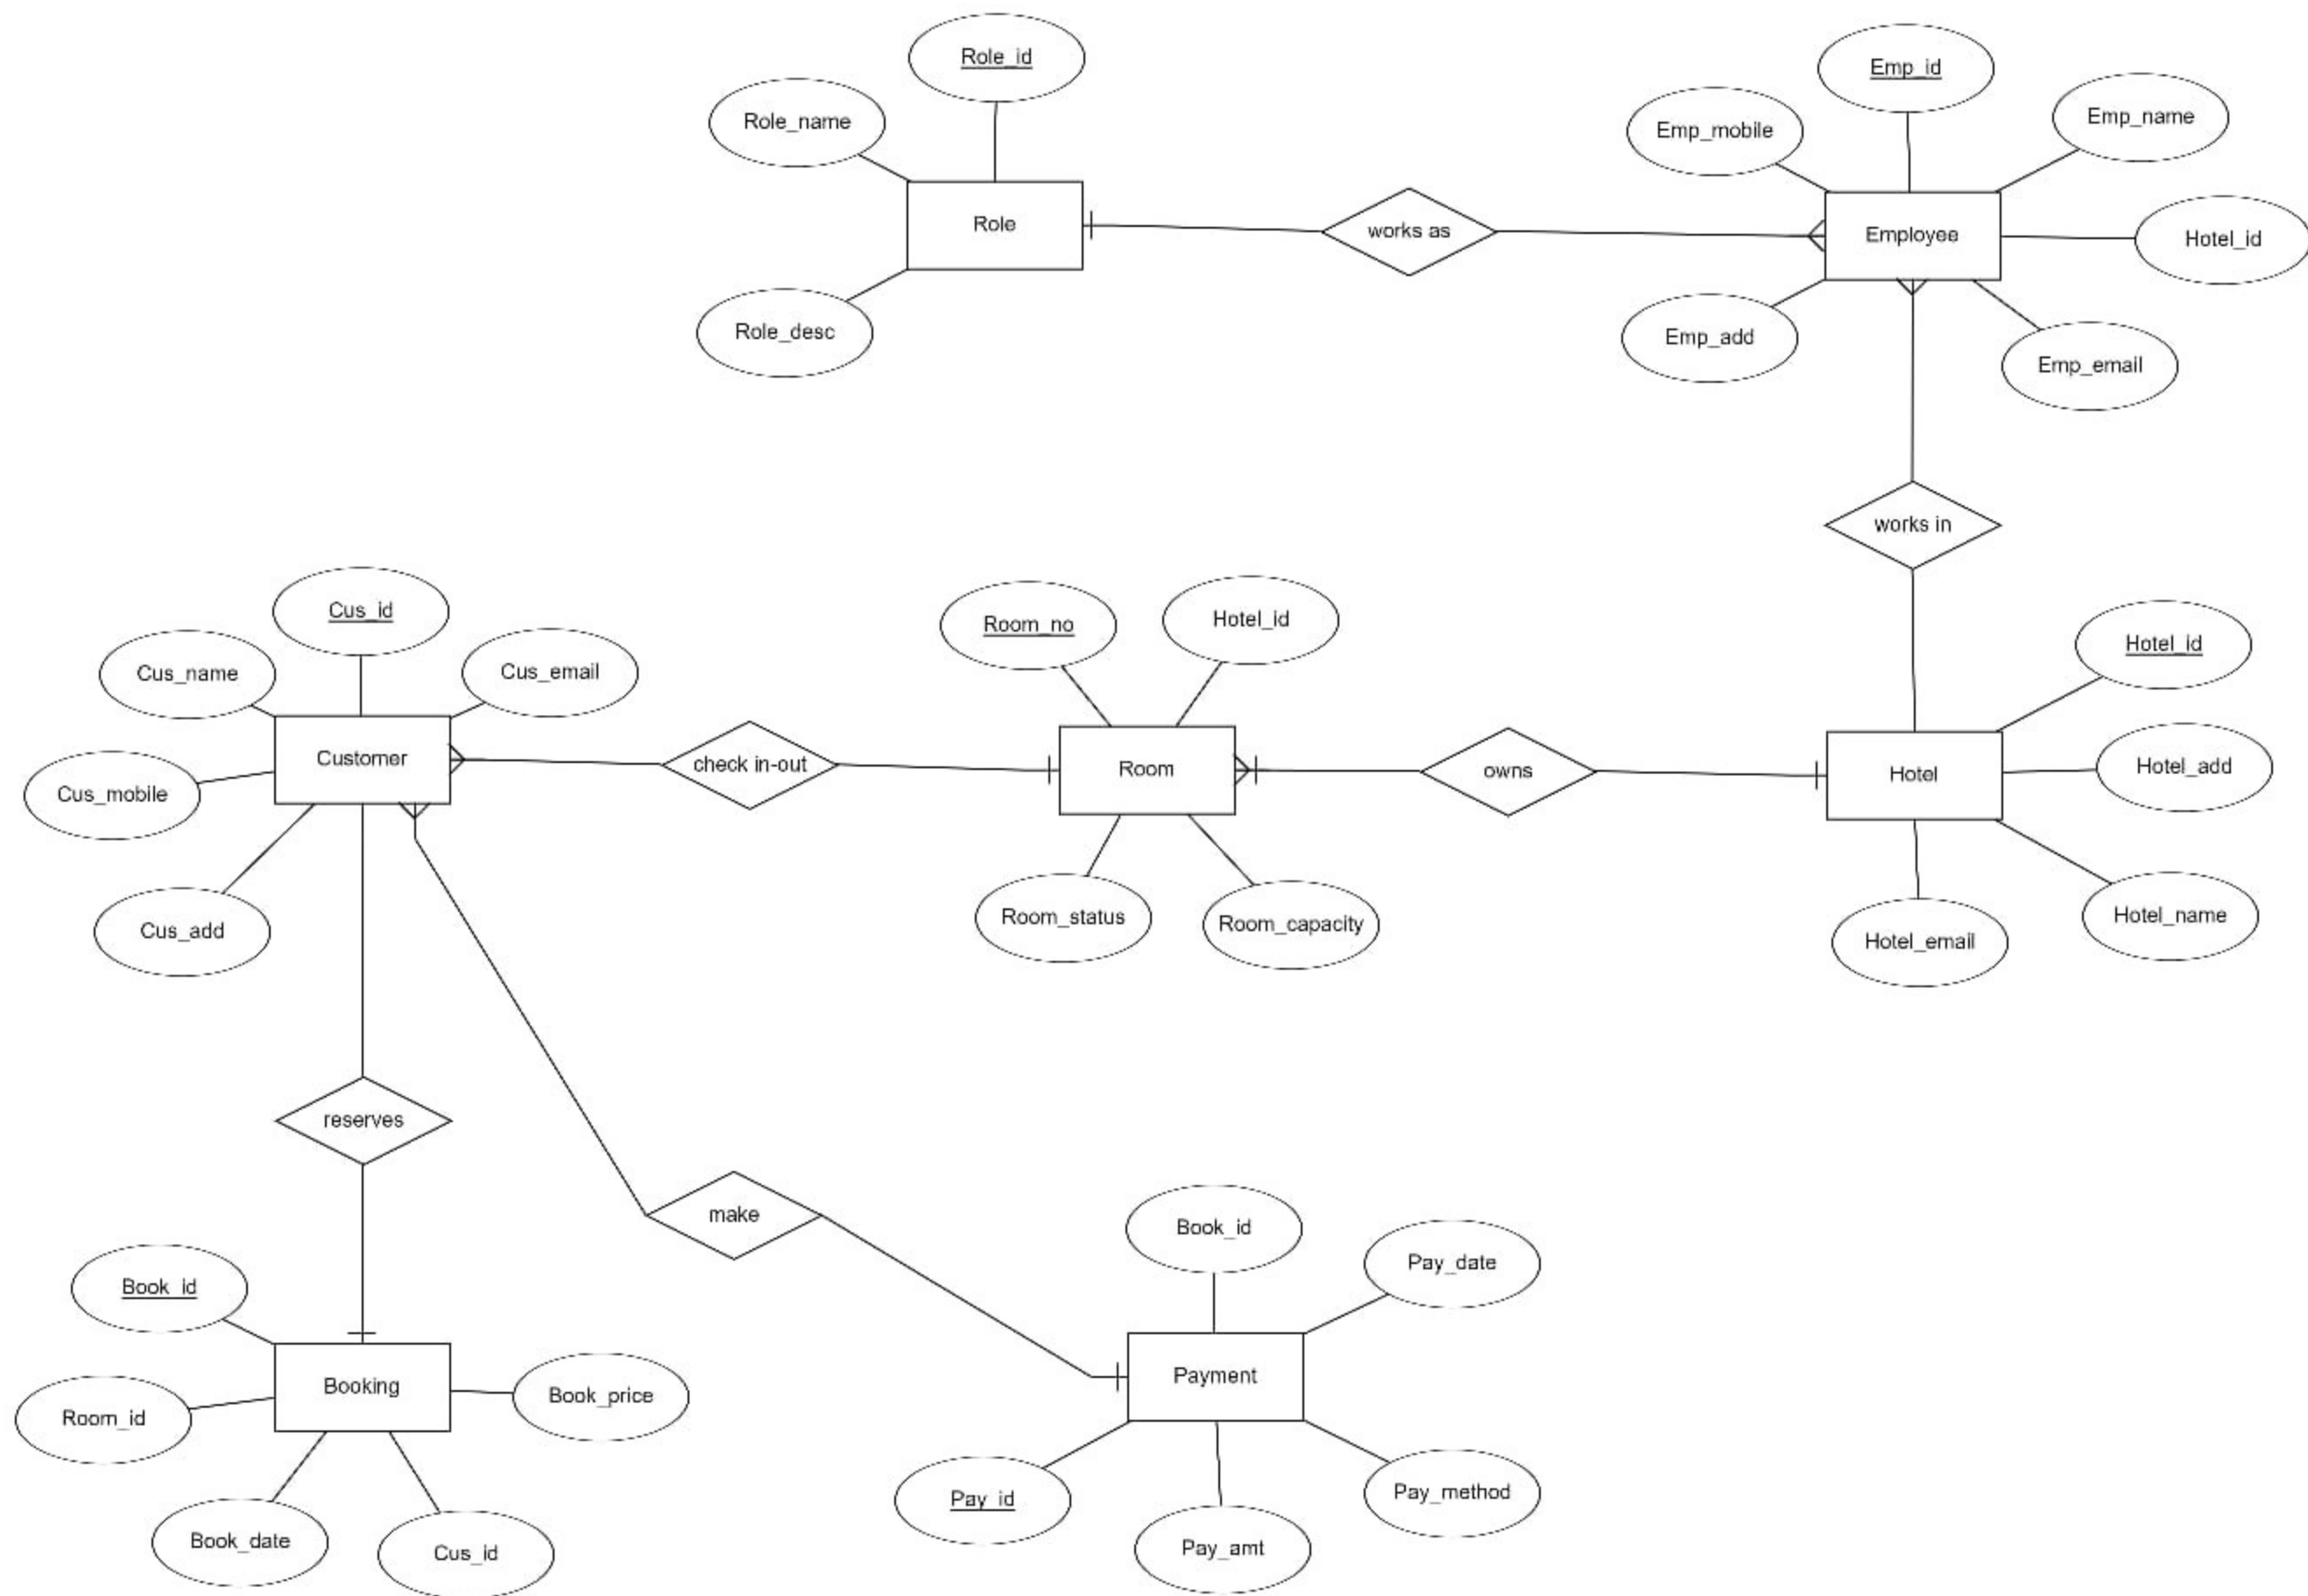 Role_id
Role_name
Role
Role_desc
works as
Emp_id
Emp_mobile
Emp_name
Employee
Hotel_id
Emp_add
Emp_email
works in
Cus_id
Cus_name
Cus_email
Customer
Cus_mobile
Cus_add
check in-out
Room_no
Hotel_id
Room
Room_status
Room_capacity
owns
Hotel_id
Hotel
Hotel_add
Hotel_name
Hotel_email
reserves
make
Book_id
Booking
Book_price
Room_id
Book_date
Cus_id
Book_id
Pay_date
Payment
Pay_id
Pay_amt
Pay_method